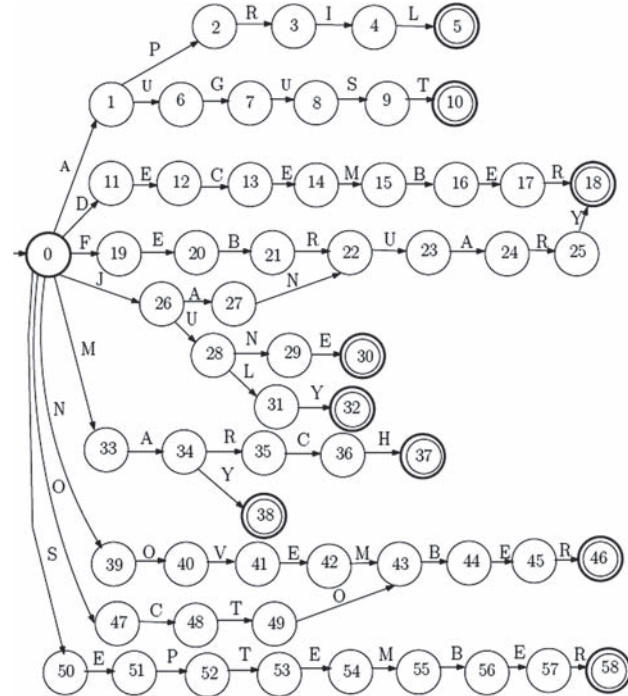 2 R 3 I 4 L 5
P
1 U 6 G 7 U 8 S 9 T 10
A
11 E 12 C 13 E 14 M 15 B 16 E 17 R 18
D
Y
0 F 19 E 20 B 21 R 22 U 23 A 24 R 25
J
26 A 27 N
U
28 N 29 E 30
M
L
31 Y 32
N
33 A 34 R 35 C 36 H 37
Y
O
38
S
39 O 40 V 41 E 42 M 43 B 44 E 45 R 46
47 C 48 T 49 O
50 E 51 P 52 T 53 E 54 M 55 B 56 E 57 R 58